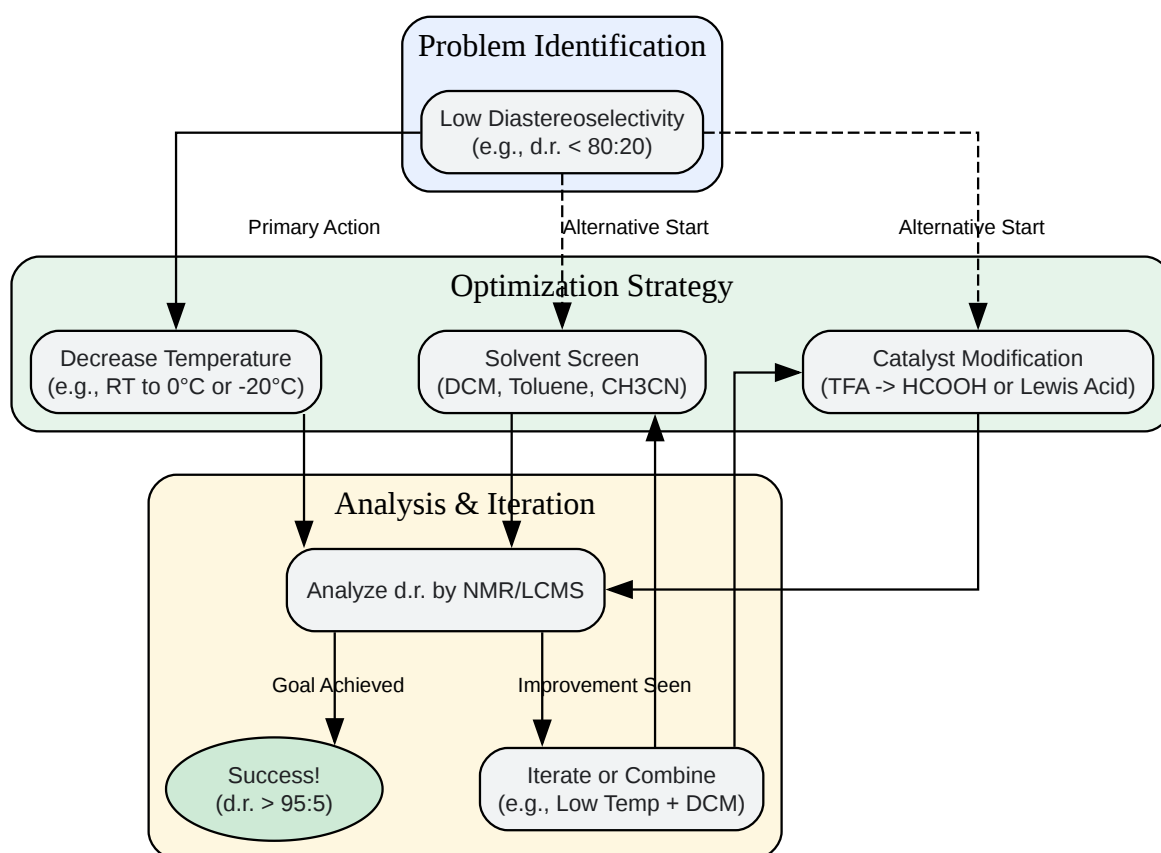 Problem Identification
Low Diastereoselectivity
(e.g., d.r. < 80:20)
Primary Action
Alternative Start
Alternative Start
Optimization Strategy
Decrease Temperature
(e.g., RT to 0°C or -20°C)
Solvent Screen
(DCM, Toluene, CH3CN)
Catalyst Modification
(TFA -> HCOOH or Lewis Acid)
Analysis & Iteration
Analyze d.r. by NMR/LCMS
Goal Achieved
Improvement Seen
Success!
(d.r. > 95:5)
Iterate or Combine
(e.g., Low Temp + DCM)